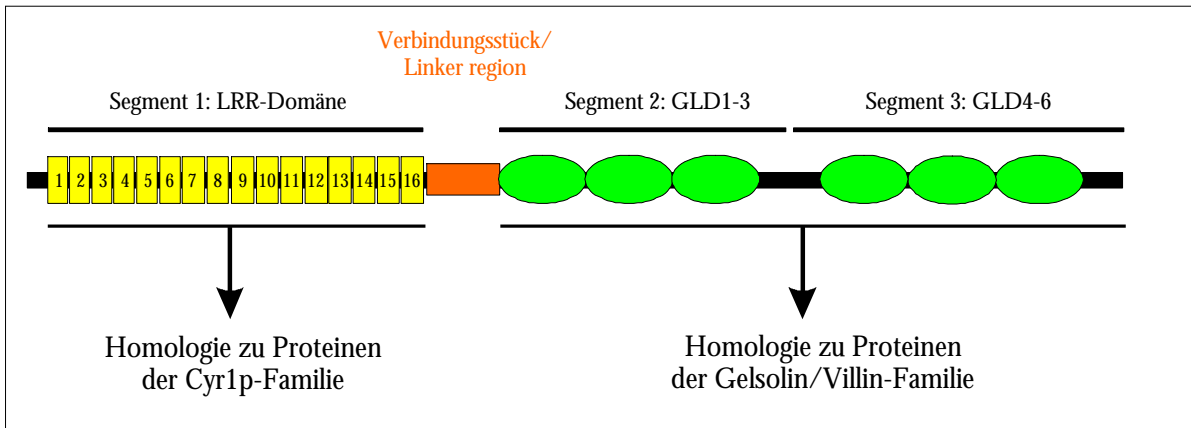 Verbindungsstück/
Linker region
Segment 1: LRR-Domäne
Segment 2: GLD1-3
Segment 3: GLD4-6
1 2 3 4 5 6 7 8 9 10 11 12 13 14 15 16
Homologie zu Proteinen
der Cyr1p-Familie
Homologie zu Proteinen
der Gelsolin/Villin-Familie